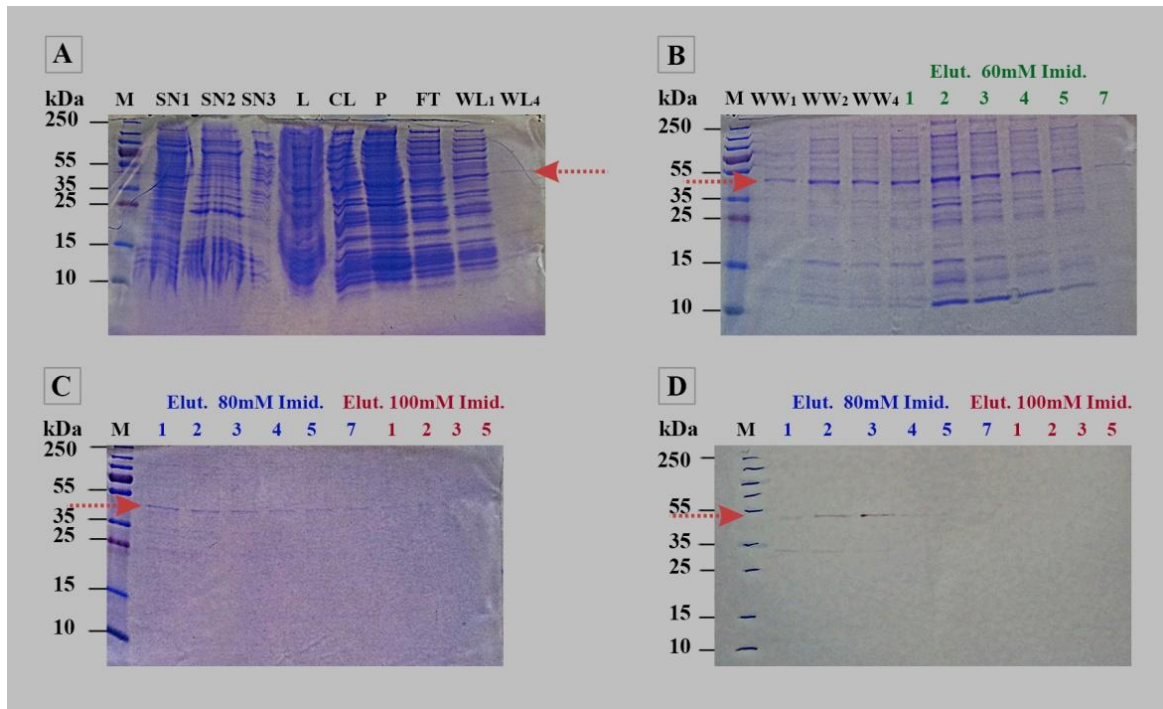 A
kDa M SN1 SN2 SN3 L CL P FT WL₁ WL₄
250
55
35
25
15
10
B
Elut. 60mM Imid.
kDa M WW₁ WW₂ WW₄ 1 2 3 4 5 7
250
55
35
25
15
10
C
Elut. 80mM Imid. Elut. 100mM Imid.
kDa M 1 2 3 4 5 7 1 2 3 5
250
55
35
25
15
10
D
Elut. 80mM Imid. Elut. 100mM Imid.
kDa M 1 2 3 4 5 7 1 2 3 5
250
55
35
25
15
10